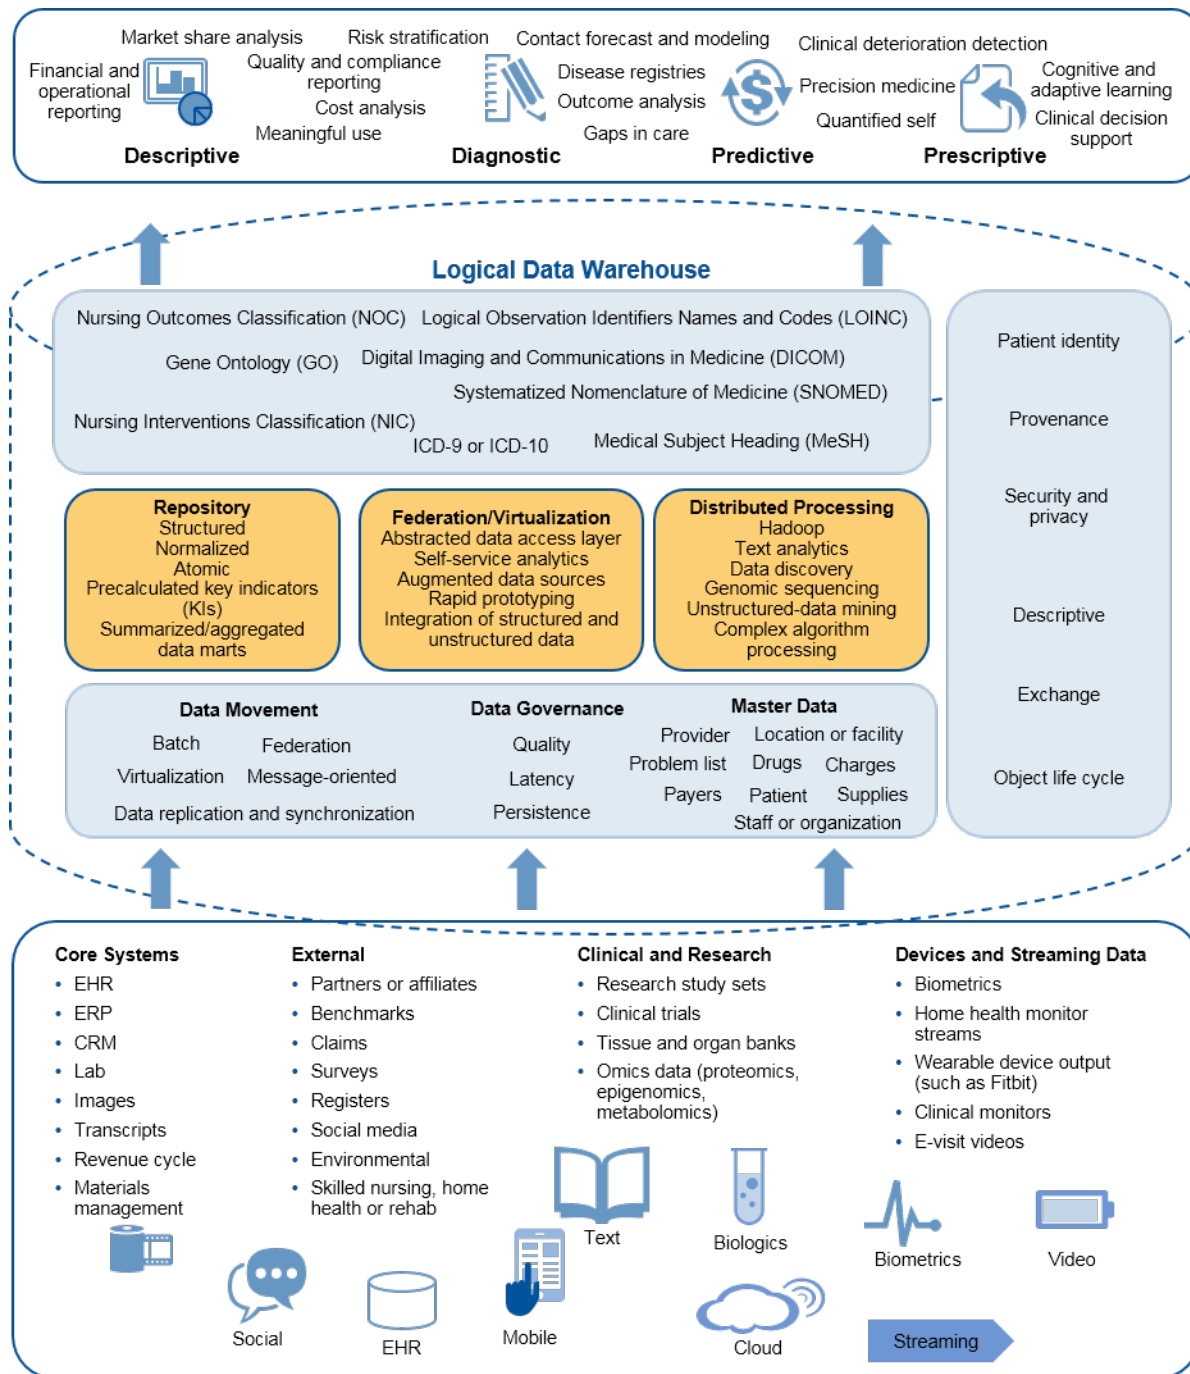 Market share analysis
Risk stratification
Contact forecast and modeling
Clinical deterioration detection
Financial and
operational
reporting
Quality and compliance
reporting
Cost analysis
Meaningful use
Disease registries
Outcome analysis
Gaps in care
Precision medicine
Quantified self
Cognitive and
adaptive learning
Clinical decision
support
Descriptive
Diagnostic
Predictive
Prescriptive
Logical Data Warehouse
Nursing Outcomes Classification (NOC)
Logical Observation Identifiers Names and Codes (LOINC)
Gene Ontology (GO)
Digital Imaging and Communications in Medicine (DICOM)
Systematized Nomenclature of Medicine (SNOMED)
Nursing Interventions Classification (NIC)
ICD-9 or ICD-10
Medical Subject Heading (MeSH)
Patient identity
Provenance
Security and
privacy
Descriptive
Exchange
Object life cycle
Repository
Structured
Normalized
Atomic
Precalculated key indicators
(KIs)
Summarized/aggregated
data marts
Federation/Virtualization
Abstracted data access layer
Self-service analytics
Augmented data sources
Rapid prototyping
Integration of structured and
unstructured data
Distributed Processing
Hadoop
Text analytics
Data discovery
Genomic sequencing
Unstructured-data mining
Complex algorithm
processing
Data Movement
Batch
Federation
Virtualization
Message-oriented
Data replication and synchronization
Data Governance
Quality
Latency
Persistence
Master Data
Provider
Location or facility
Problem list
Drugs
Charges
Payers
Patient
Supplies
Staff or organization
Core Systems
• EHR
• ERP
• CRM
• Lab
• Images
• Transcripts
• Revenue cycle
• Materials
management
External
• Partners or affiliates
• Benchmarks
• Claims
• Surveys
• Registers
• Social media
• Environmental
• Skilled nursing, home
health or rehab
Clinical and Research
• Research study sets
• Clinical trials
• Tissue and organ banks
• Omics data (proteomics,
epigenomics,
metabolomics)
Devices and Streaming Data
• Biometrics
• Home health monitor
streams
• Wearable device output
(such as Fitbit)
• Clinical monitors
• E-visit videos
Text
Biologics
Biometrics
Video
Social
EHR
Mobile
Cloud
Streaming